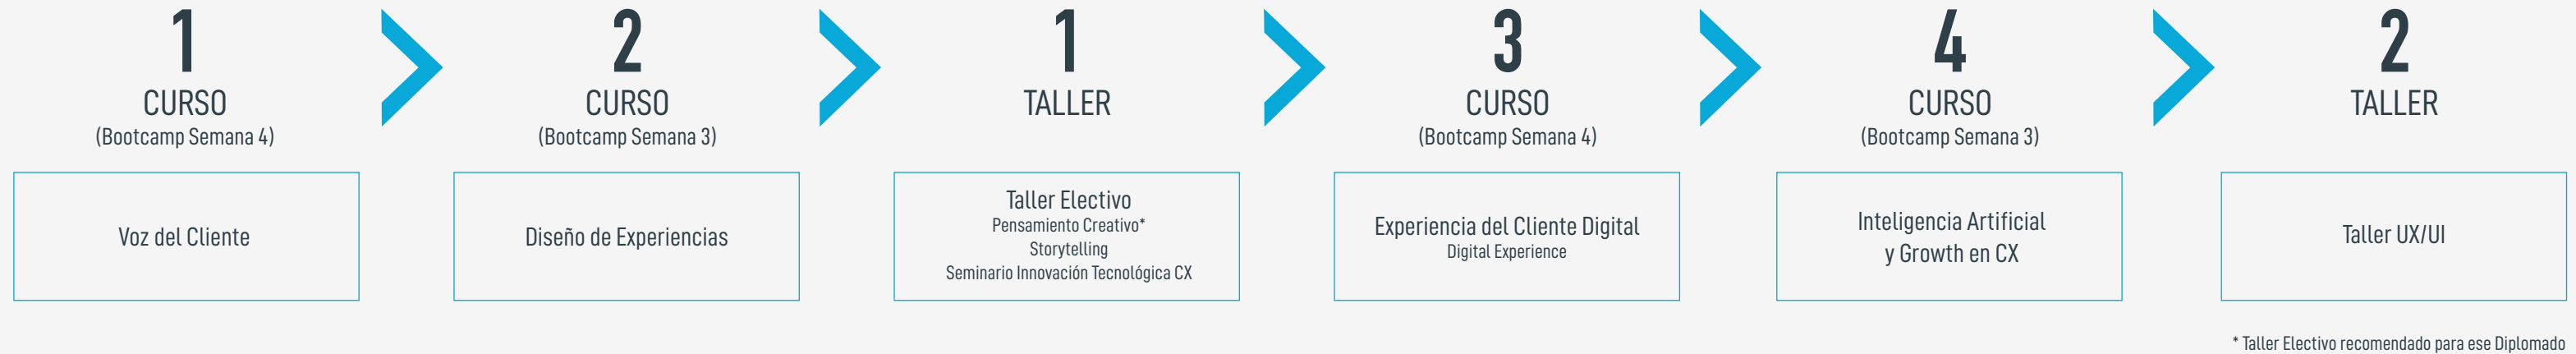 1
CURSO
(Bootcamp Semana 4)
Voz del Cliente
2
CURSO
(Bootcamp Semana 3)
Diseño de Experiencias
1
TALLER
Taller Electivo
Pensamiento Creativo*
Storytelling
Seminario Innovación Tecnológica CX
3
CURSO
(Bootcamp Semana 4)
Experiencia del Cliente Digital
Digital Experience
4
CURSO
(Bootcamp Semana 3)
Inteligencia Artificial
y Growth en CX
2
TALLER
Taller UX/UI
* Taller Electivo recomendado para ese Diplomado